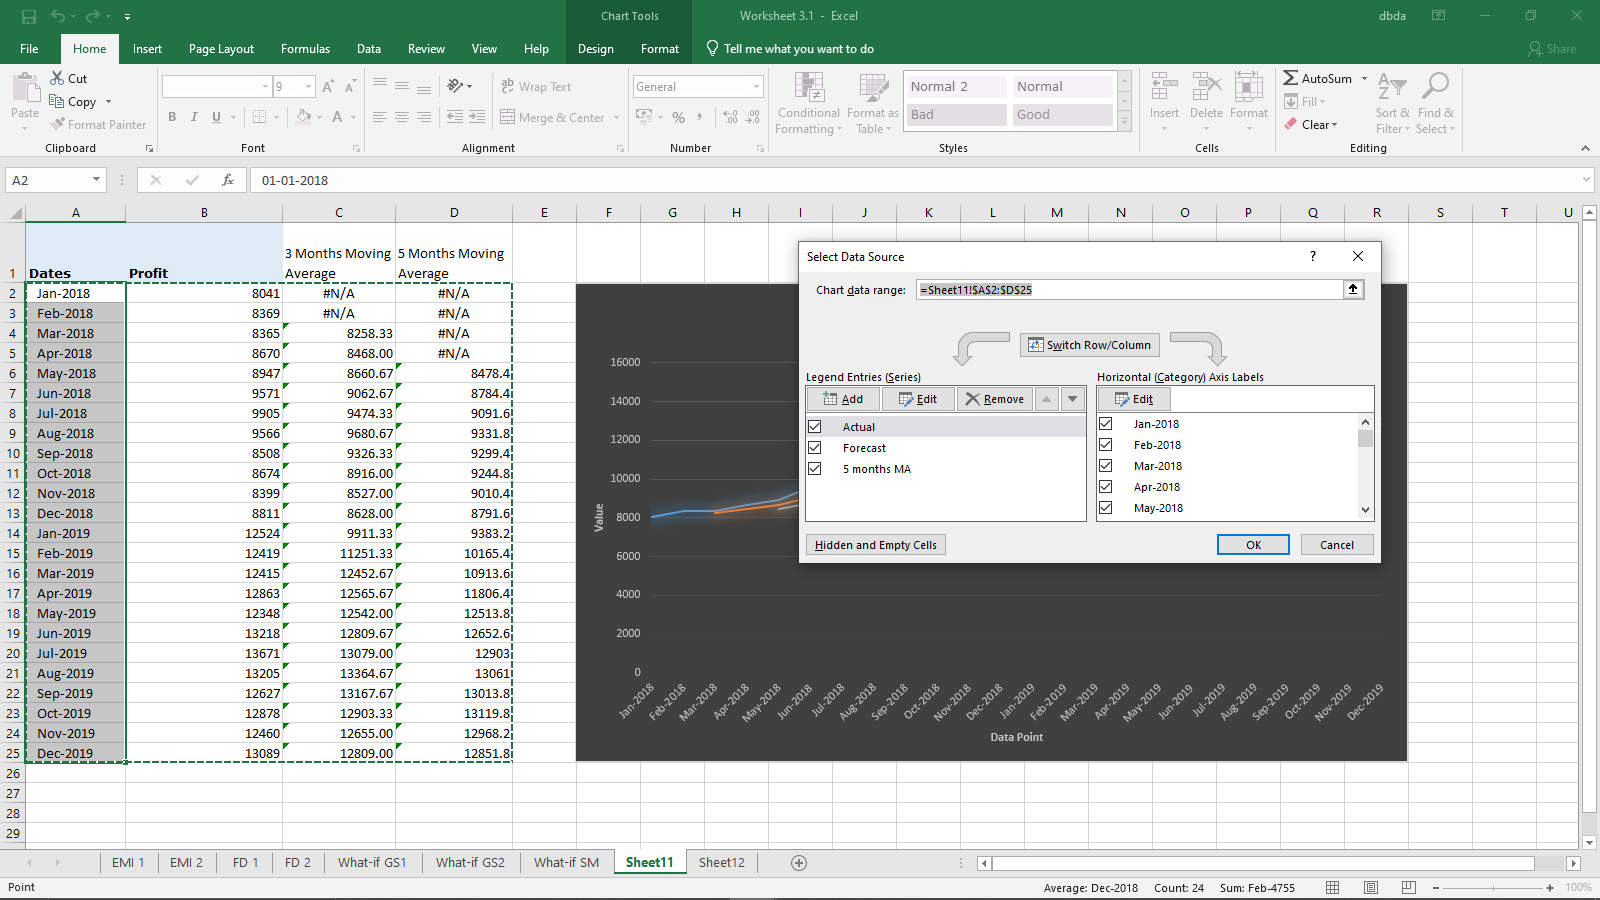 Chart Tools
Worksheet 3.1 - Excel
dbda
File Home Insert Page Layout Formulas Data Review View Help Design Format Tell me what you want to do Share
Paste
Cut
Copy
Format Painter
Clipboard
9
B I U
Font
Wrap Text
Merge & Center
Alignment
General
Number
Conditional Formatting
Format as Table
Normal 2 Normal
Bad Good
Styles
Insert Delete Format
Cells
AutoSum
Fill
Clear
Sort & Filter
Find & Select
Editing
A2 fx 01-01-2018
A B C D E F G H I J K L M N O P Q R S T U
1 Dates Profit 3 Months Moving Average 5 Months Moving Average
2 Jan-2018 8041 #N/A #N/A
3 Feb-2018 8369 #N/A #N/A
4 Mar-2018 8365 8258.33 #N/A
5 Apr-2018 8670 8468.00 #N/A
6 May-2018 8947 8660.67 8478.4
7 Jun-2018 9571 9062.67 8784.4
8 Jul-2018 9905 9474.33 9091.6
9 Aug-2018 9566 9680.67 9331.8
10 Sep-2018 8508 9326.33 9299.4
11 Oct-2018 8674 8916.00 9244.8
12 Nov-2018 8399 8527.00 9010.4
13 Dec-2018 8811 8628.00 8791.6
14 Jan-2019 12524 9911.33 9383.2
15 Feb-2019 12419 11251.33 10165.4
16 Mar-2019 12415 12452.67 10913.6
17 Apr-2019 12863 12565.67 11806.4
18 May-2019 12348 12542.00 12513.8
19 Jun-2019 13218 12809.67 12652.6
20 Jul-2019 13671 13079.00 12903
21 Aug-2019 13205 13364.67 13061
22 Sep-2019 12627 13167.67 13013.8
23 Oct-2019 12878 12903.33 13119.8
24 Nov-2019 12460 12655.00 12968.2
25 Dec-2019 13089 12809.00 12851.8
26
27
28
29
Select Data Source ?
Chart data range: =Sheet11!$A$2:$D$25
Switch Row/Column
Legend Entries (Series)
Add Edit Remove
Actual
Forecast
5 months MA
Horizontal (Category) Axis Labels
Edit
Jan-2018
Feb-2018
Mar-2018
Apr-2018
May-2018
Hidden and Empty Cells OK Cancel
16000
14000
12000
10000
8000
6000
4000
2000
0
Value
Jan-2018 Feb-2018 Mar-2018 Apr-2018 May-2018 Jun-2018 Jul-2018 Aug-2018 Sep-2018 Oct-2018 Nov-2018 Dec-2018 Jan-2019 Feb-2019 Mar-2019 Apr-2019 May-2019 Jun-2019 Jul-2019 Aug-2019 Sep-2019 Oct-2019 Nov-2019 Dec-2019
Data Point
EMI 1 EMI 2 FD 1 FD 2 What-if GS1 What-if GS2 What-if SM Sheet11 Sheet12
Point Average: Dec-2018 Count: 24 Sum: Feb-4755 100%